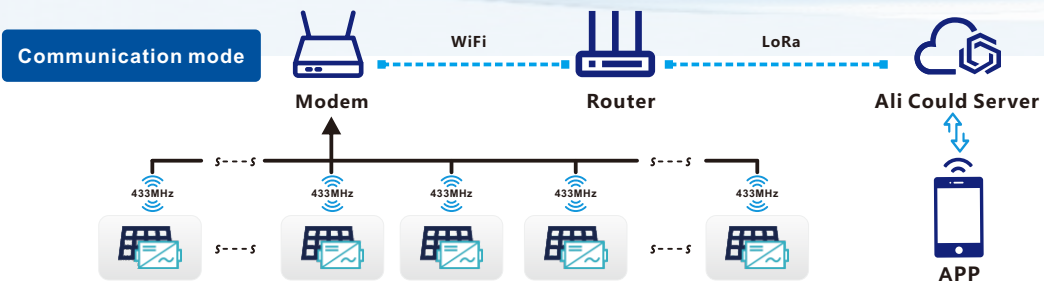 Communication mode
WiFi
LoRa
Modem
Router
Ali Could Server
S---S
S---S
433MHz
433MHz
433MHz
433MHz
433MHz
S---S
S---S
APP